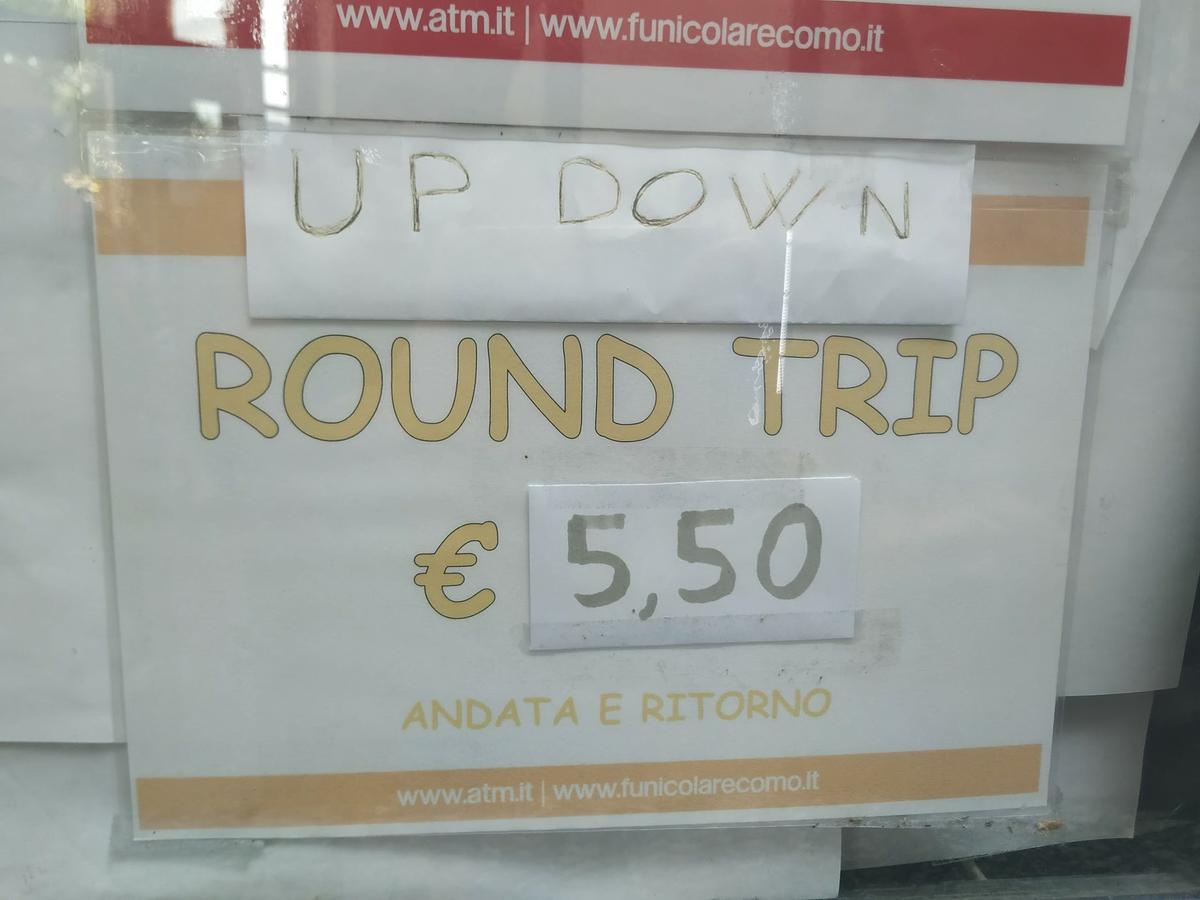 www.atm.it | www.funicolarecomo.it
UP DOWN
ROUND TRIP
€ 5,50
ANDATA E RITORNO
www.atm.it | www.funicolarecomo.it